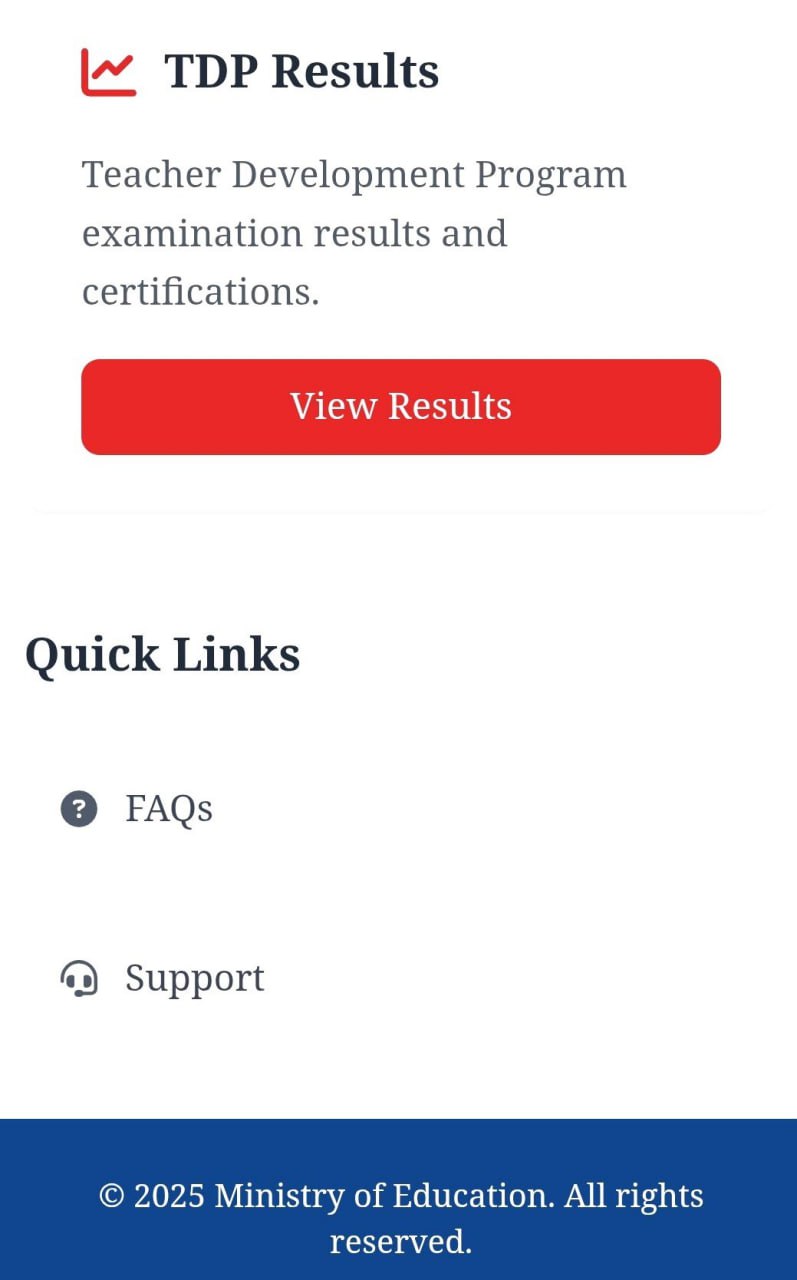 TDP Results
Teacher Development Program
examination results and
certifications.
View Results
Quick Links
FAQs
Support
© 2025 Ministry of Education. All rights
reserved.